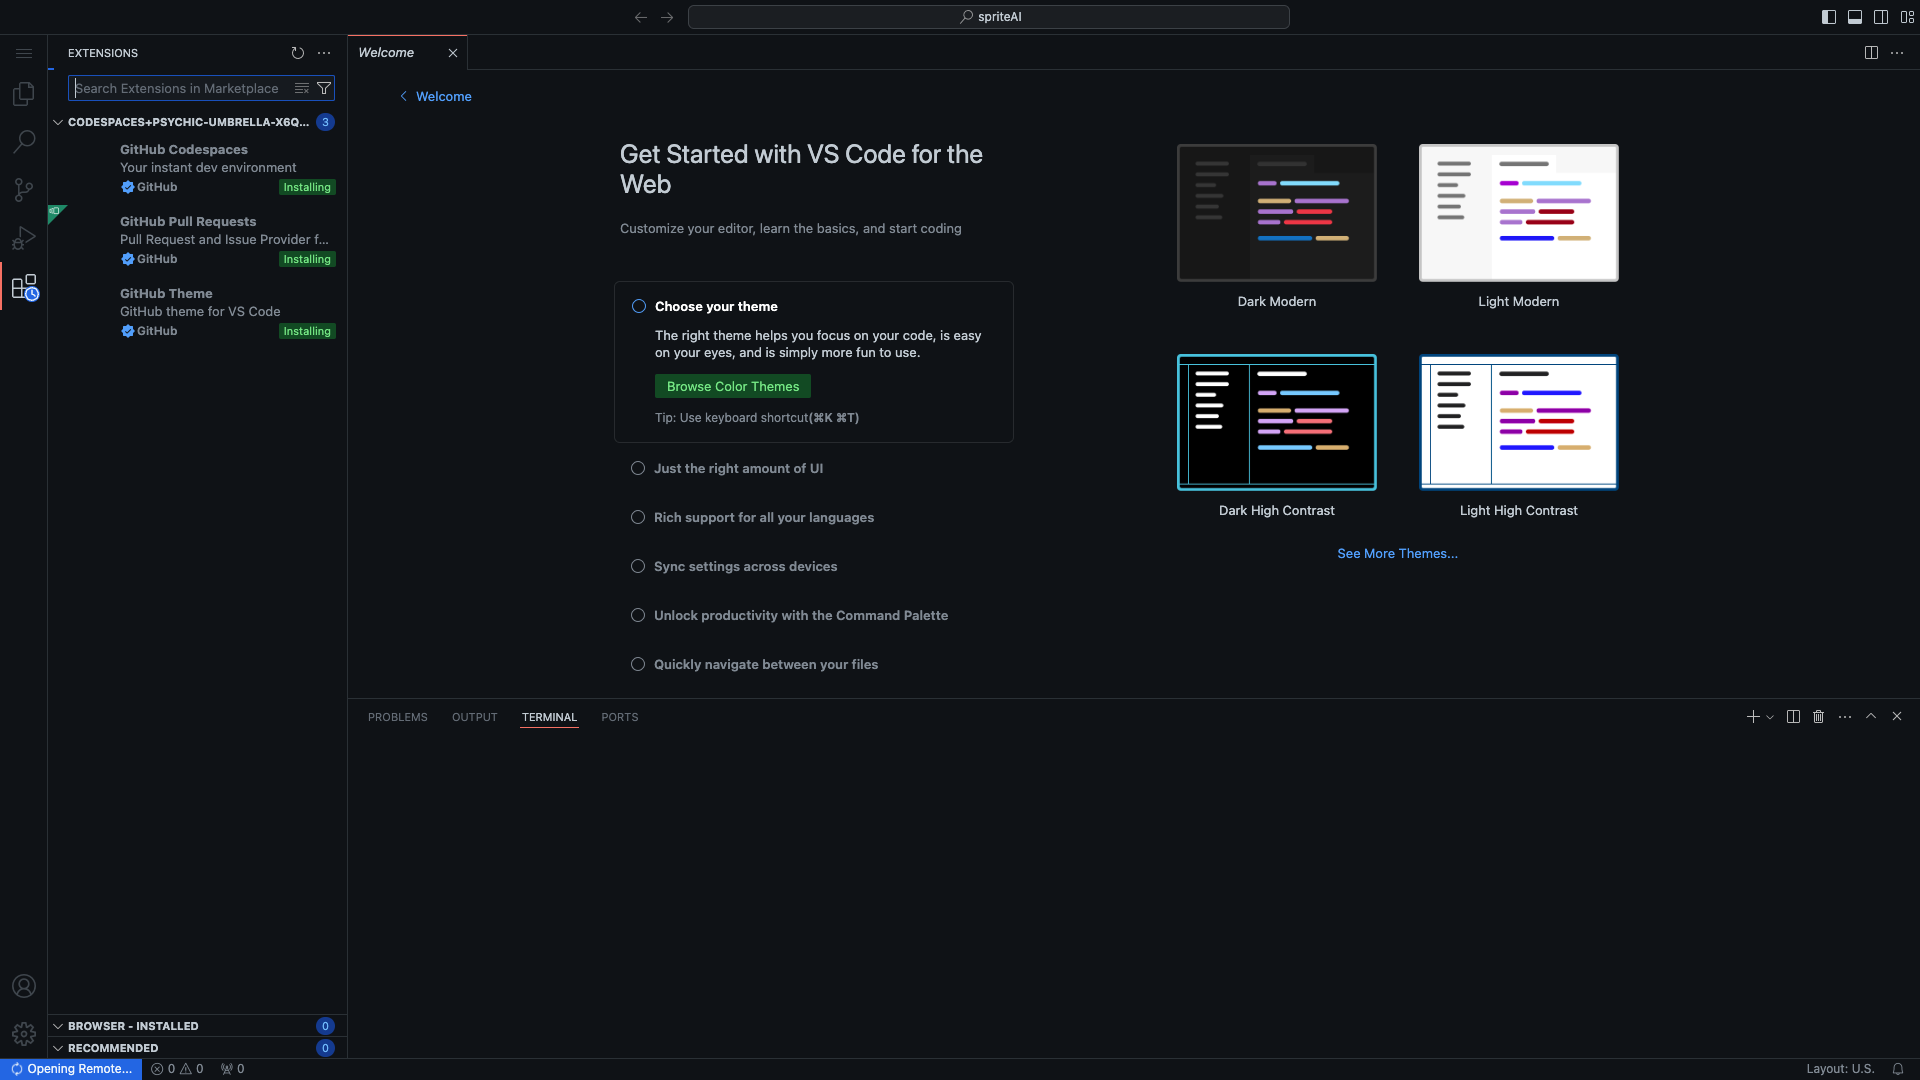 spriteAI
EXTENSIONS
Search Extensions in Marketplace
CODESPACES+PSYCHIC-UMBRELLA-X6Q... 3
GitHub Codespaces
Your instant dev environment
GitHub Installing
GitHub Pull Requests
Pull Request and Issue Provider f...
GitHub Installing
GitHub Theme
GitHub theme for VS Code
GitHub Installing
BROWSER - INSTALLED 0
RECOMMENDED 0
Welcome
Welcome
Get Started with VS Code for the
Web
Customize your editor, learn the basics, and start coding
Choose your theme
The right theme helps you focus on your code, is easy
on your eyes, and is simply more fun to use.
Browse Color Themes
Tip: Use keyboard shortcut(⌘K ⌘T)
Just the right amount of UI
Rich support for all your languages
Sync settings across devices
Unlock productivity with the Command Palette
Quickly navigate between your files
Dark Modern
Light Modern
Dark High Contrast
Light High Contrast
See More Themes...
PROBLEMS OUTPUT TERMINAL PORTS
Opening Remote... 0 0 0 Layout: U.S.